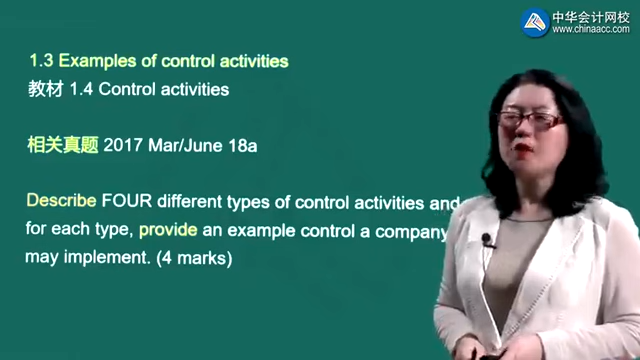 中华会计网校
www.chinaacc.com
1.3 Examples of control activities
教材 1.4 Control activities
相关真题 2017 Mar/June 18a
Describe FOUR different types of control activities and
for each type, provide an example control a company
may implement. (4 marks)